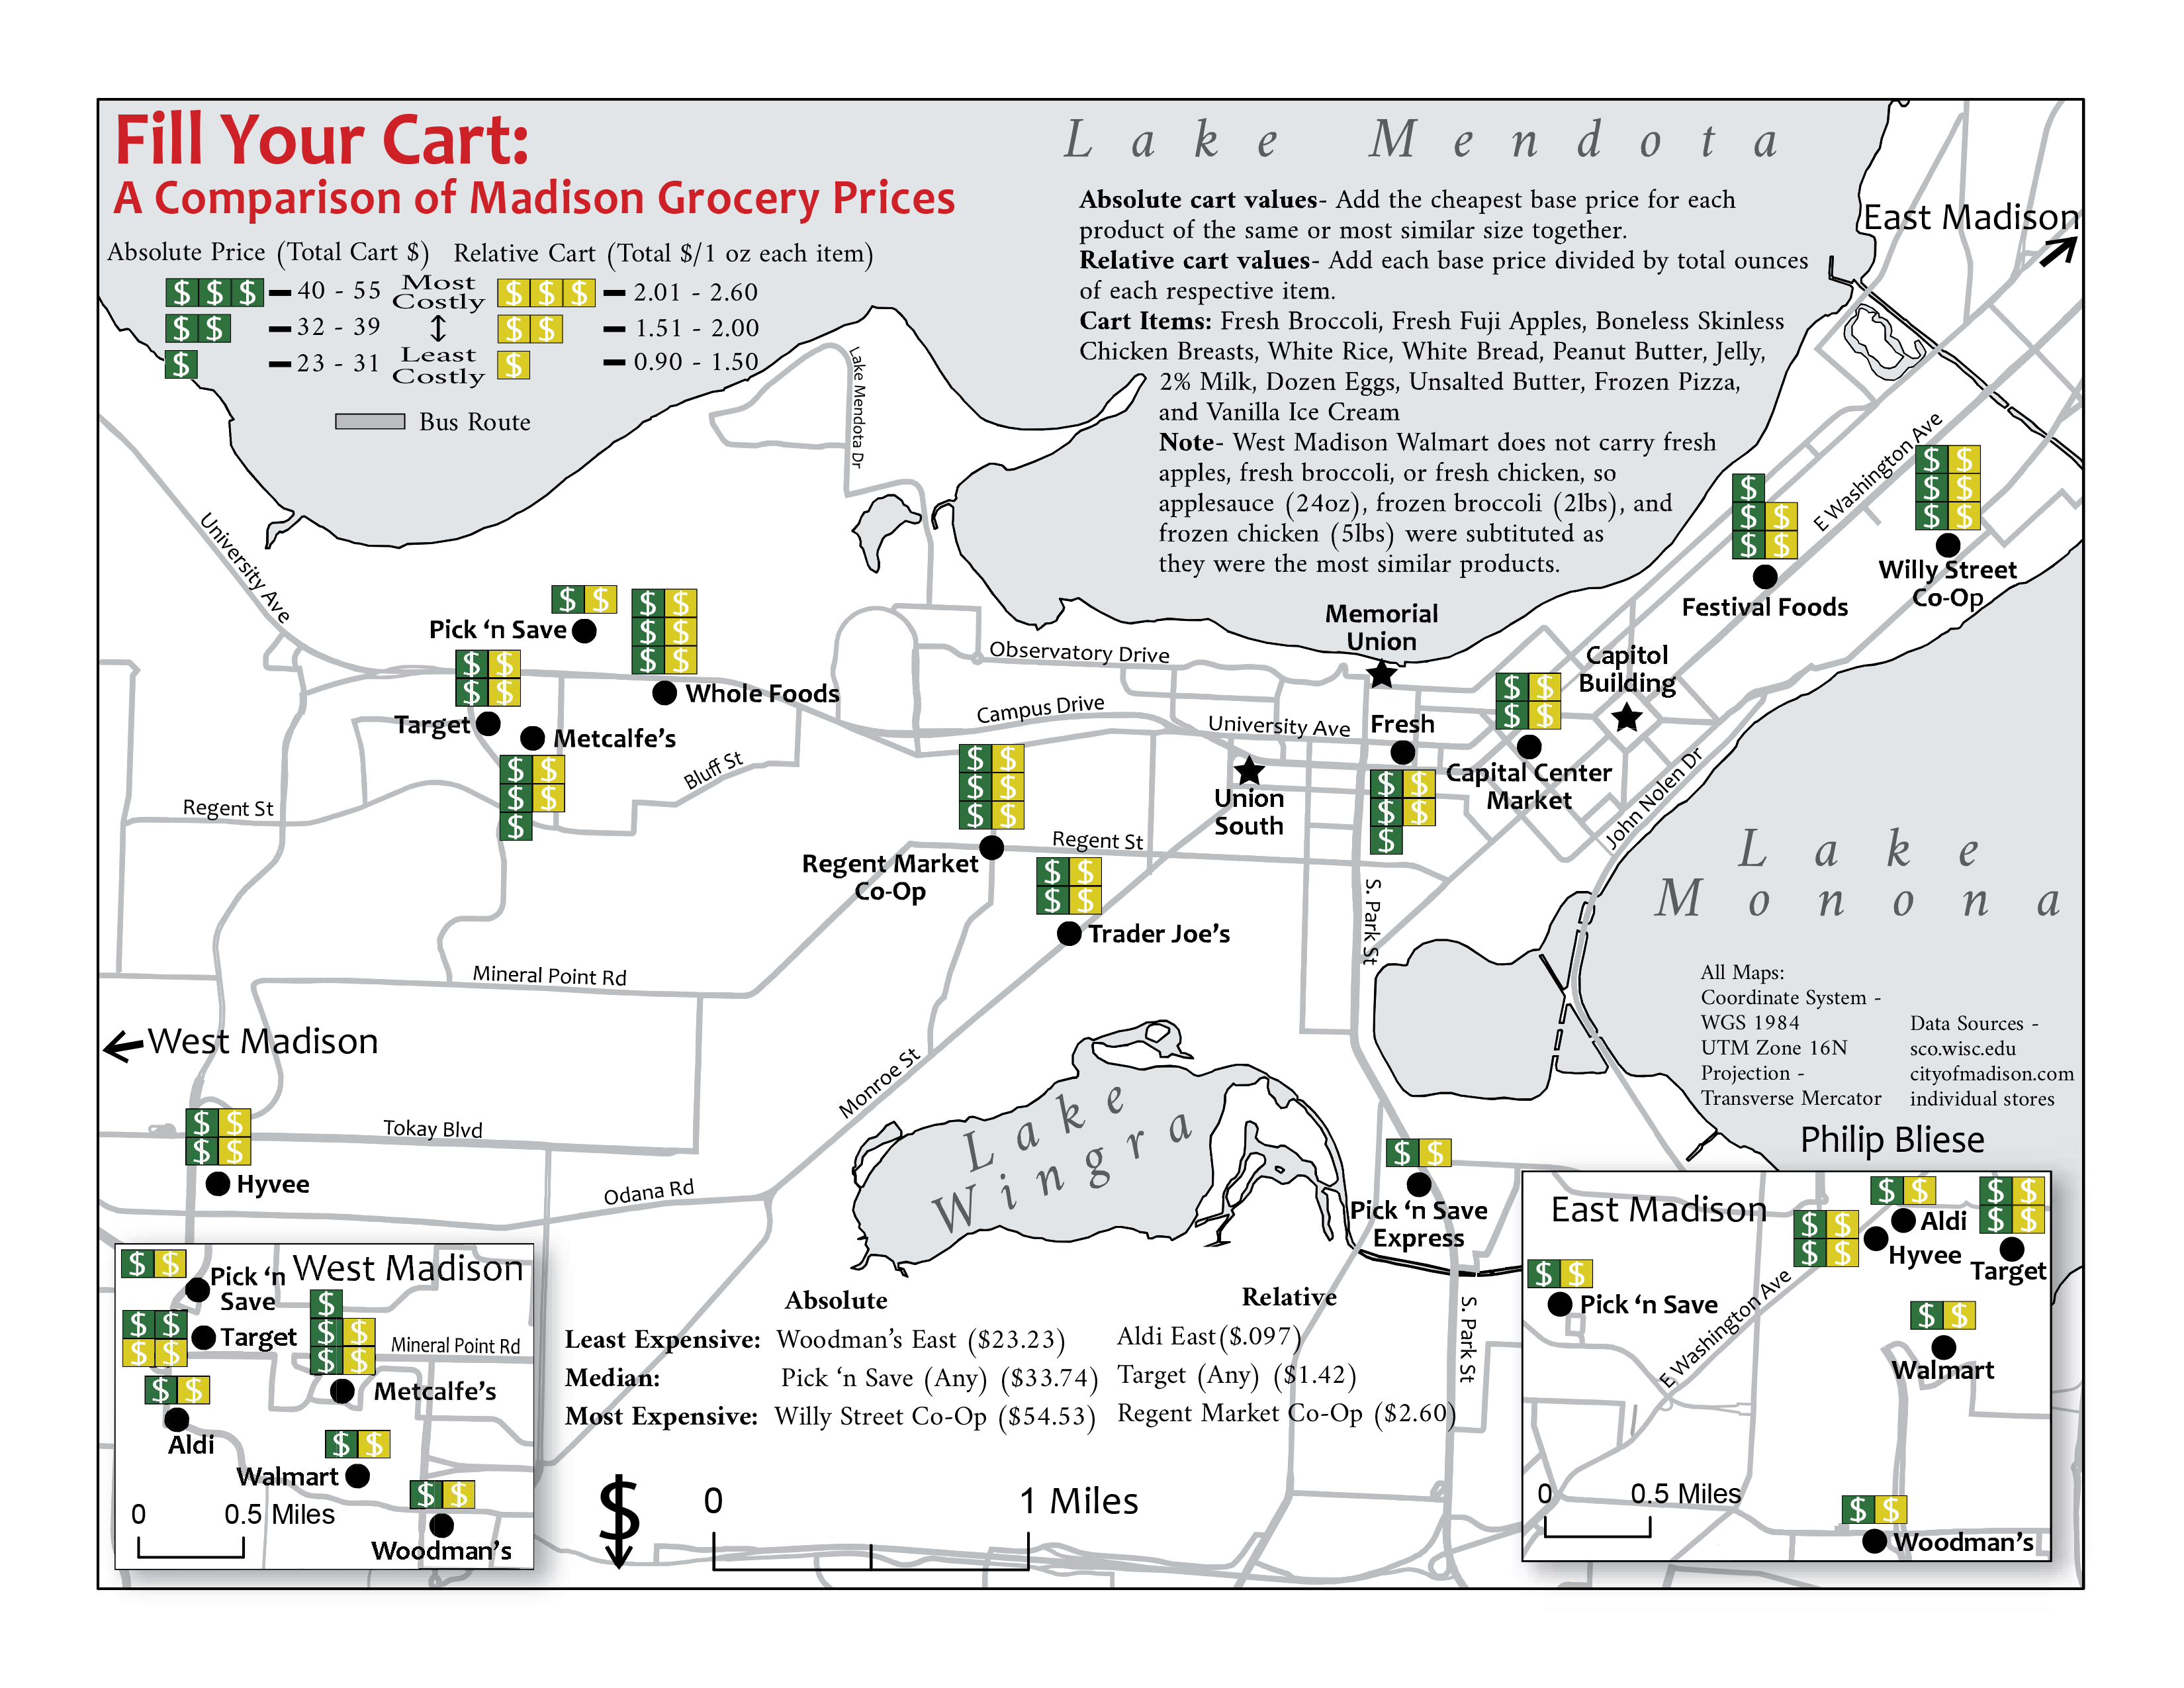 Fill Your Cart:
A Comparison of Madison Grocery Prices
Absolute Price (Total Cart $) Relative Cart (Total $/1 oz each item)
$ $ $ 40 - 55 Most Costly $ $ $ 2.01 - 2.60
$ $ 32 - 39 $ $ 1.51 - 2.00
$ 23 - 31 Least Costly $ 0.90 - 1.50
Bus Route
Lake Mendota
Absolute cart values- Add the cheapest base price for each
product of the same or most similar size together.
Relative cart values- Add each base price divided by total ounces
of each respective item.
Cart Items: Fresh Broccoli, Fresh Fuji Apples, Boneless Skinless
Chicken Breasts, White Rice, White Bread, Peanut Butter, Jelly,
2% Milk, Dozen Eggs, Unsalted Butter, Frozen Pizza,
and Vanilla Ice Cream
Note- West Madison Walmart does not carry fresh
apples, fresh broccoli, or fresh chicken, so
applesauce (24oz), frozen broccoli (2lbs), and
frozen chicken (5lbs) were subtituted as
they were the most similar products.
East Madison
Lake Mendota Dr
E Washington Ave
University Ave
$ $
$ $
$ $
Willy Street
Co-Op
$
$ $
$ $
Festival Foods
$ $
Pick ‘n Save
$ $
$ $
$ $
Whole Foods
$ $
$ $
Target
Metcalfe’s
$ $
$ $
$
Memorial
Union
Observatory Drive
Capitol
Building
Campus Drive
University Ave
Fresh
$ $
$ $
$
$ $
$ $
Capital Center
Market
Bluff St
Union
South
John Nolen Dr
Regent St
$ $
$ $
$ $
Regent Market
Co-Op
Regent St
$ $
$ $
Trader Joe’s
S. Park St
Lake
Monona
Mineral Point Rd
West Madison
All Maps:
Coordinate System -
WGS 1984
UTM Zone 16N
Projection -
Transverse Mercator
Data Sources -
sco.wisc.edu
cityofmadison.com
individual stores
Philip Bliese
Monroe St
Lake
Wingra
Tokay Blvd
$ $
$ $
Hyvee
Odana Rd
$ $
Pick ‘n Save
Express
S. Park St
West Madison
$ $
Pick ‘n
Save
$ $
$ $
Target
$
$ $
$ $
Metcalfe’s
Mineral Point Rd
$ $
Aldi
$ $
Walmart
$ $
Woodman’s
0 0.5 Miles
Absolute Relative
Least Expensive: Woodman’s East ($23.23) Aldi East($.097)
Median: Pick ‘n Save (Any) ($33.74) Target (Any) ($1.42)
Most Expensive: Willy Street Co-Op ($54.53) Regent Market Co-Op ($2.60)
$
0 1 Miles
East Madison
$ $
Aldi
$ $
$ $
Hyvee
$ $
$ $
Target
$ $
Pick ‘n Save
E Washington Ave
$ $
Walmart
$ $
Woodman’s
0 0.5 Miles